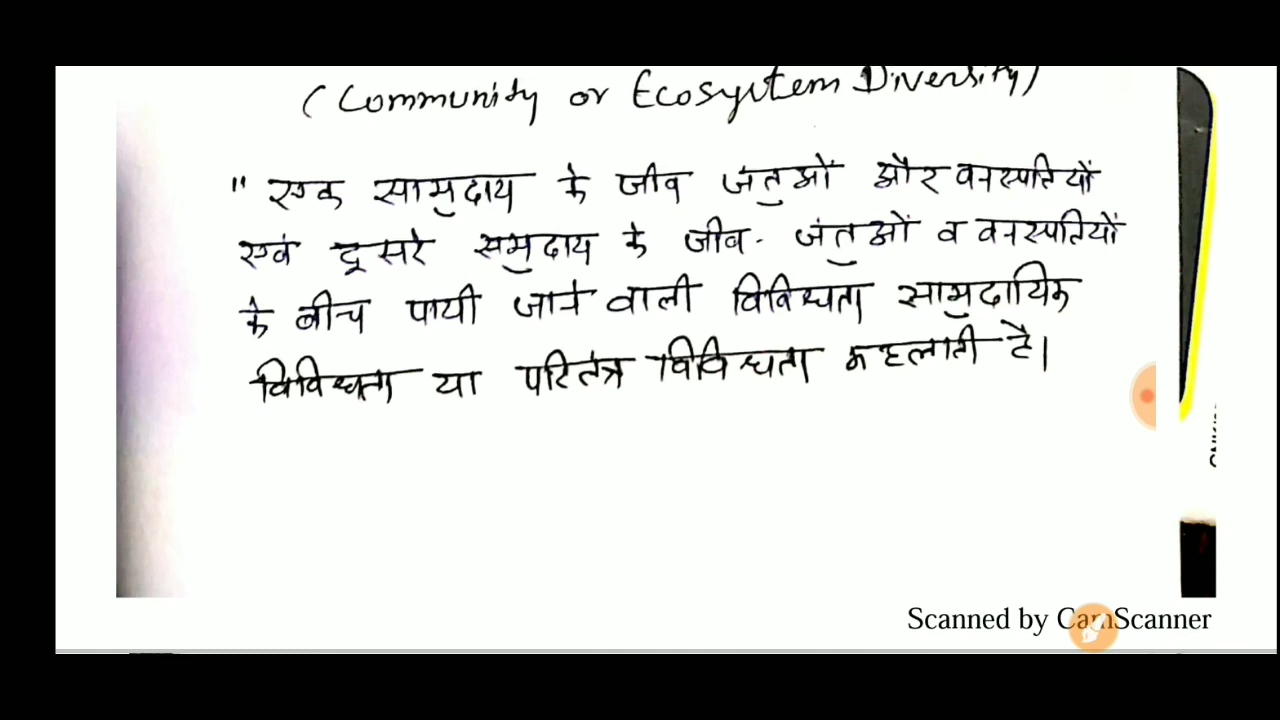 (Community or Ecosystem Diversity)
" एक सामुदाय के जीव जंतुओं और वनस्पतियों
एवं दूसरे समुदाय के जीव- जंतुओं व वनस्पतियों
के बीच पायी जाने वाली विविधता सामुदायिक
विविधता या परितंत्र विविधता कहलाती है।
Scanned by CamScanner